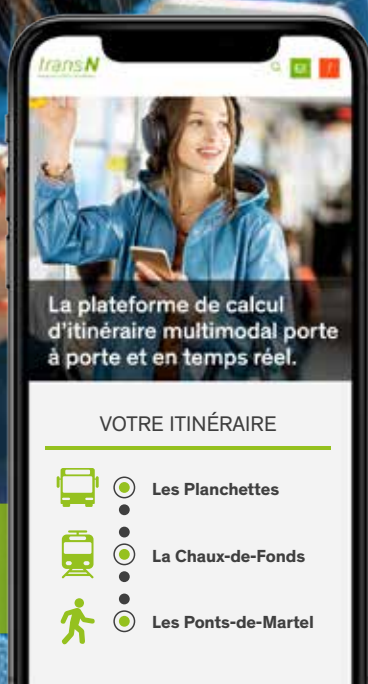 transN
La plateforme de calcul
d'itinéraire multimodal porte
à porte et en temps réel.
VOTRE ITINÉRAIRE
Les Planchettes
La Chaux-de-Fonds
Les Ponts-de-Martel